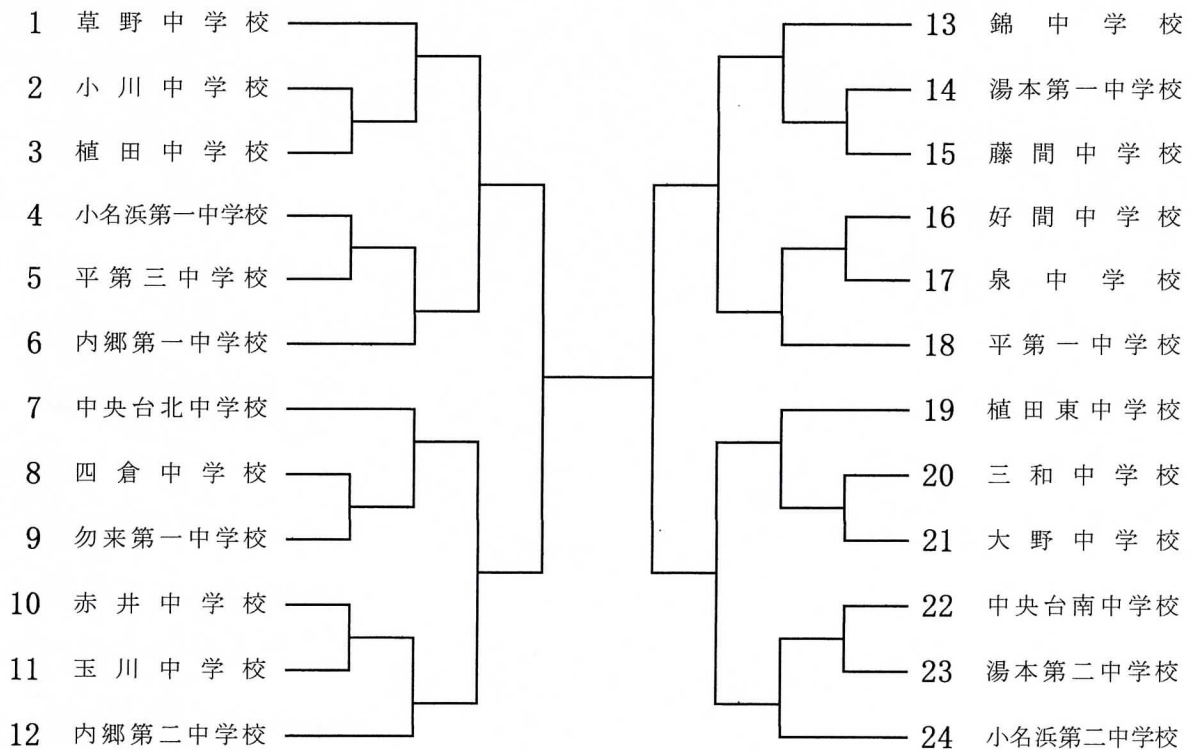 1 草野中学校
2 小川中学校
3 植田中学校
4 小名浜第一中学校
5 平第三中学校
6 内郷第一中学校
7 中央台北中学校
8 四倉中学校
9 勿来第一中学校
10 赤井中学校
11 玉川中学校
12 内郷第二中学校
13 錦中学校
14 湯本第一中学校
15 藤間中学校
16 好間中学校
17 泉中学校
18 平第一中学校
19 植田東中学校
20 三和中学校
21 大野中学校
22 中央台南中学校
23 湯本第二中学校
24 小名浜第二中学校